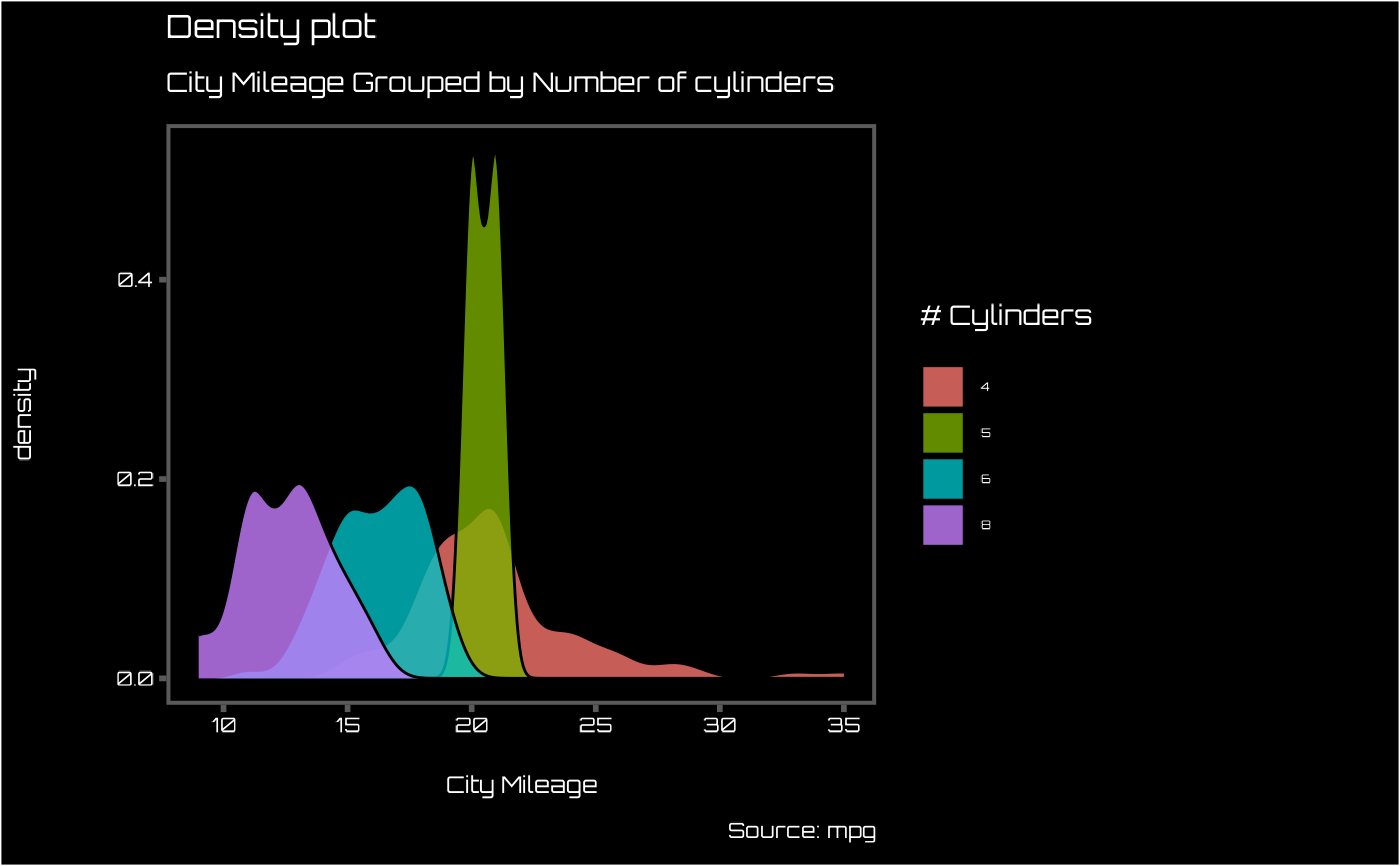 Density plot
City Mileage Grouped by Number of cylinders
density
0.4
0.2
0.0
10 15 20 25 30 35
City Mileage
Source: mpg
# Cylinders
4
5
6
8